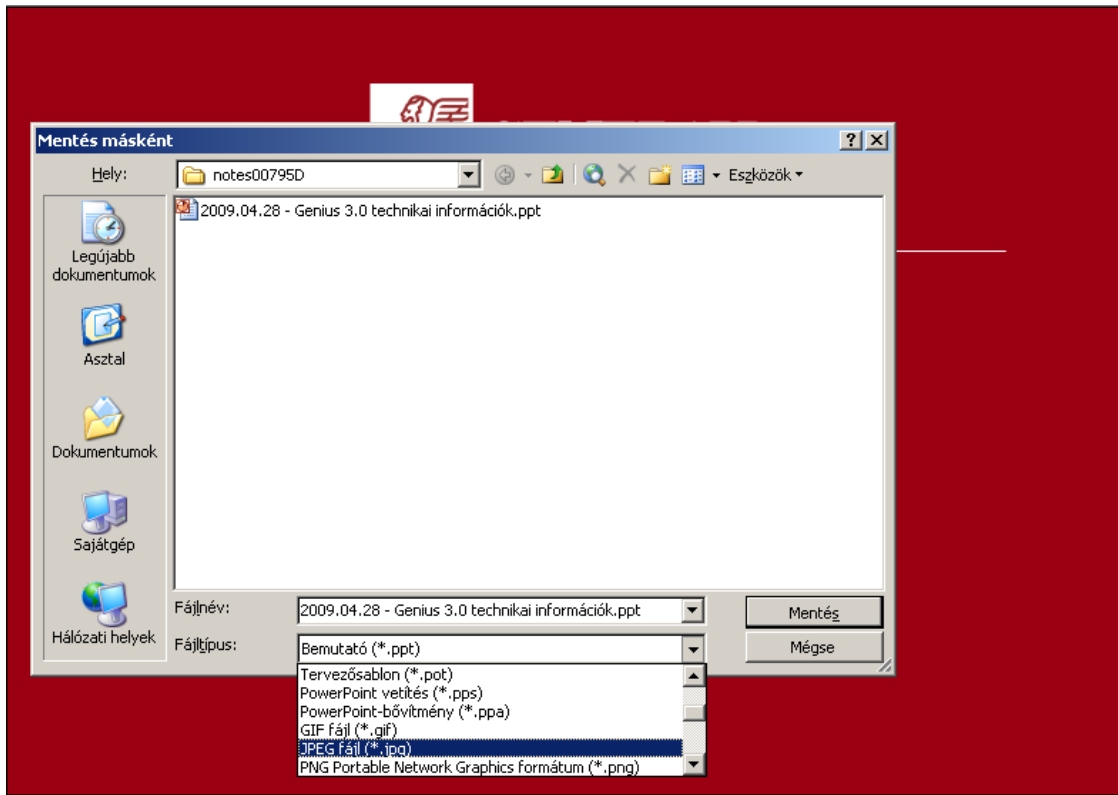 Mentés másként
Hely:
notes00795D
Eszközök
2009.04.28 - Genius 3.0 technikai információk.ppt
Legújabb
dokumentumok
Asztal
Dokumentumok
Sajátgép
Hálózati helyek
Fájlnév:
2009.04.28 - Genius 3.0 technikai információk.ppt
Mentés
Fájltípus:
Bemutató (*.ppt)
Mégse
Tervezősablon (*.pot)
PowerPoint vetítés (*.pps)
PowerPoint-bővítmény (*.ppa)
GIF fájl (*.gif)
JPEG fájl (*.jpg)
PNG Portable Network Graphics formátum (*.png)